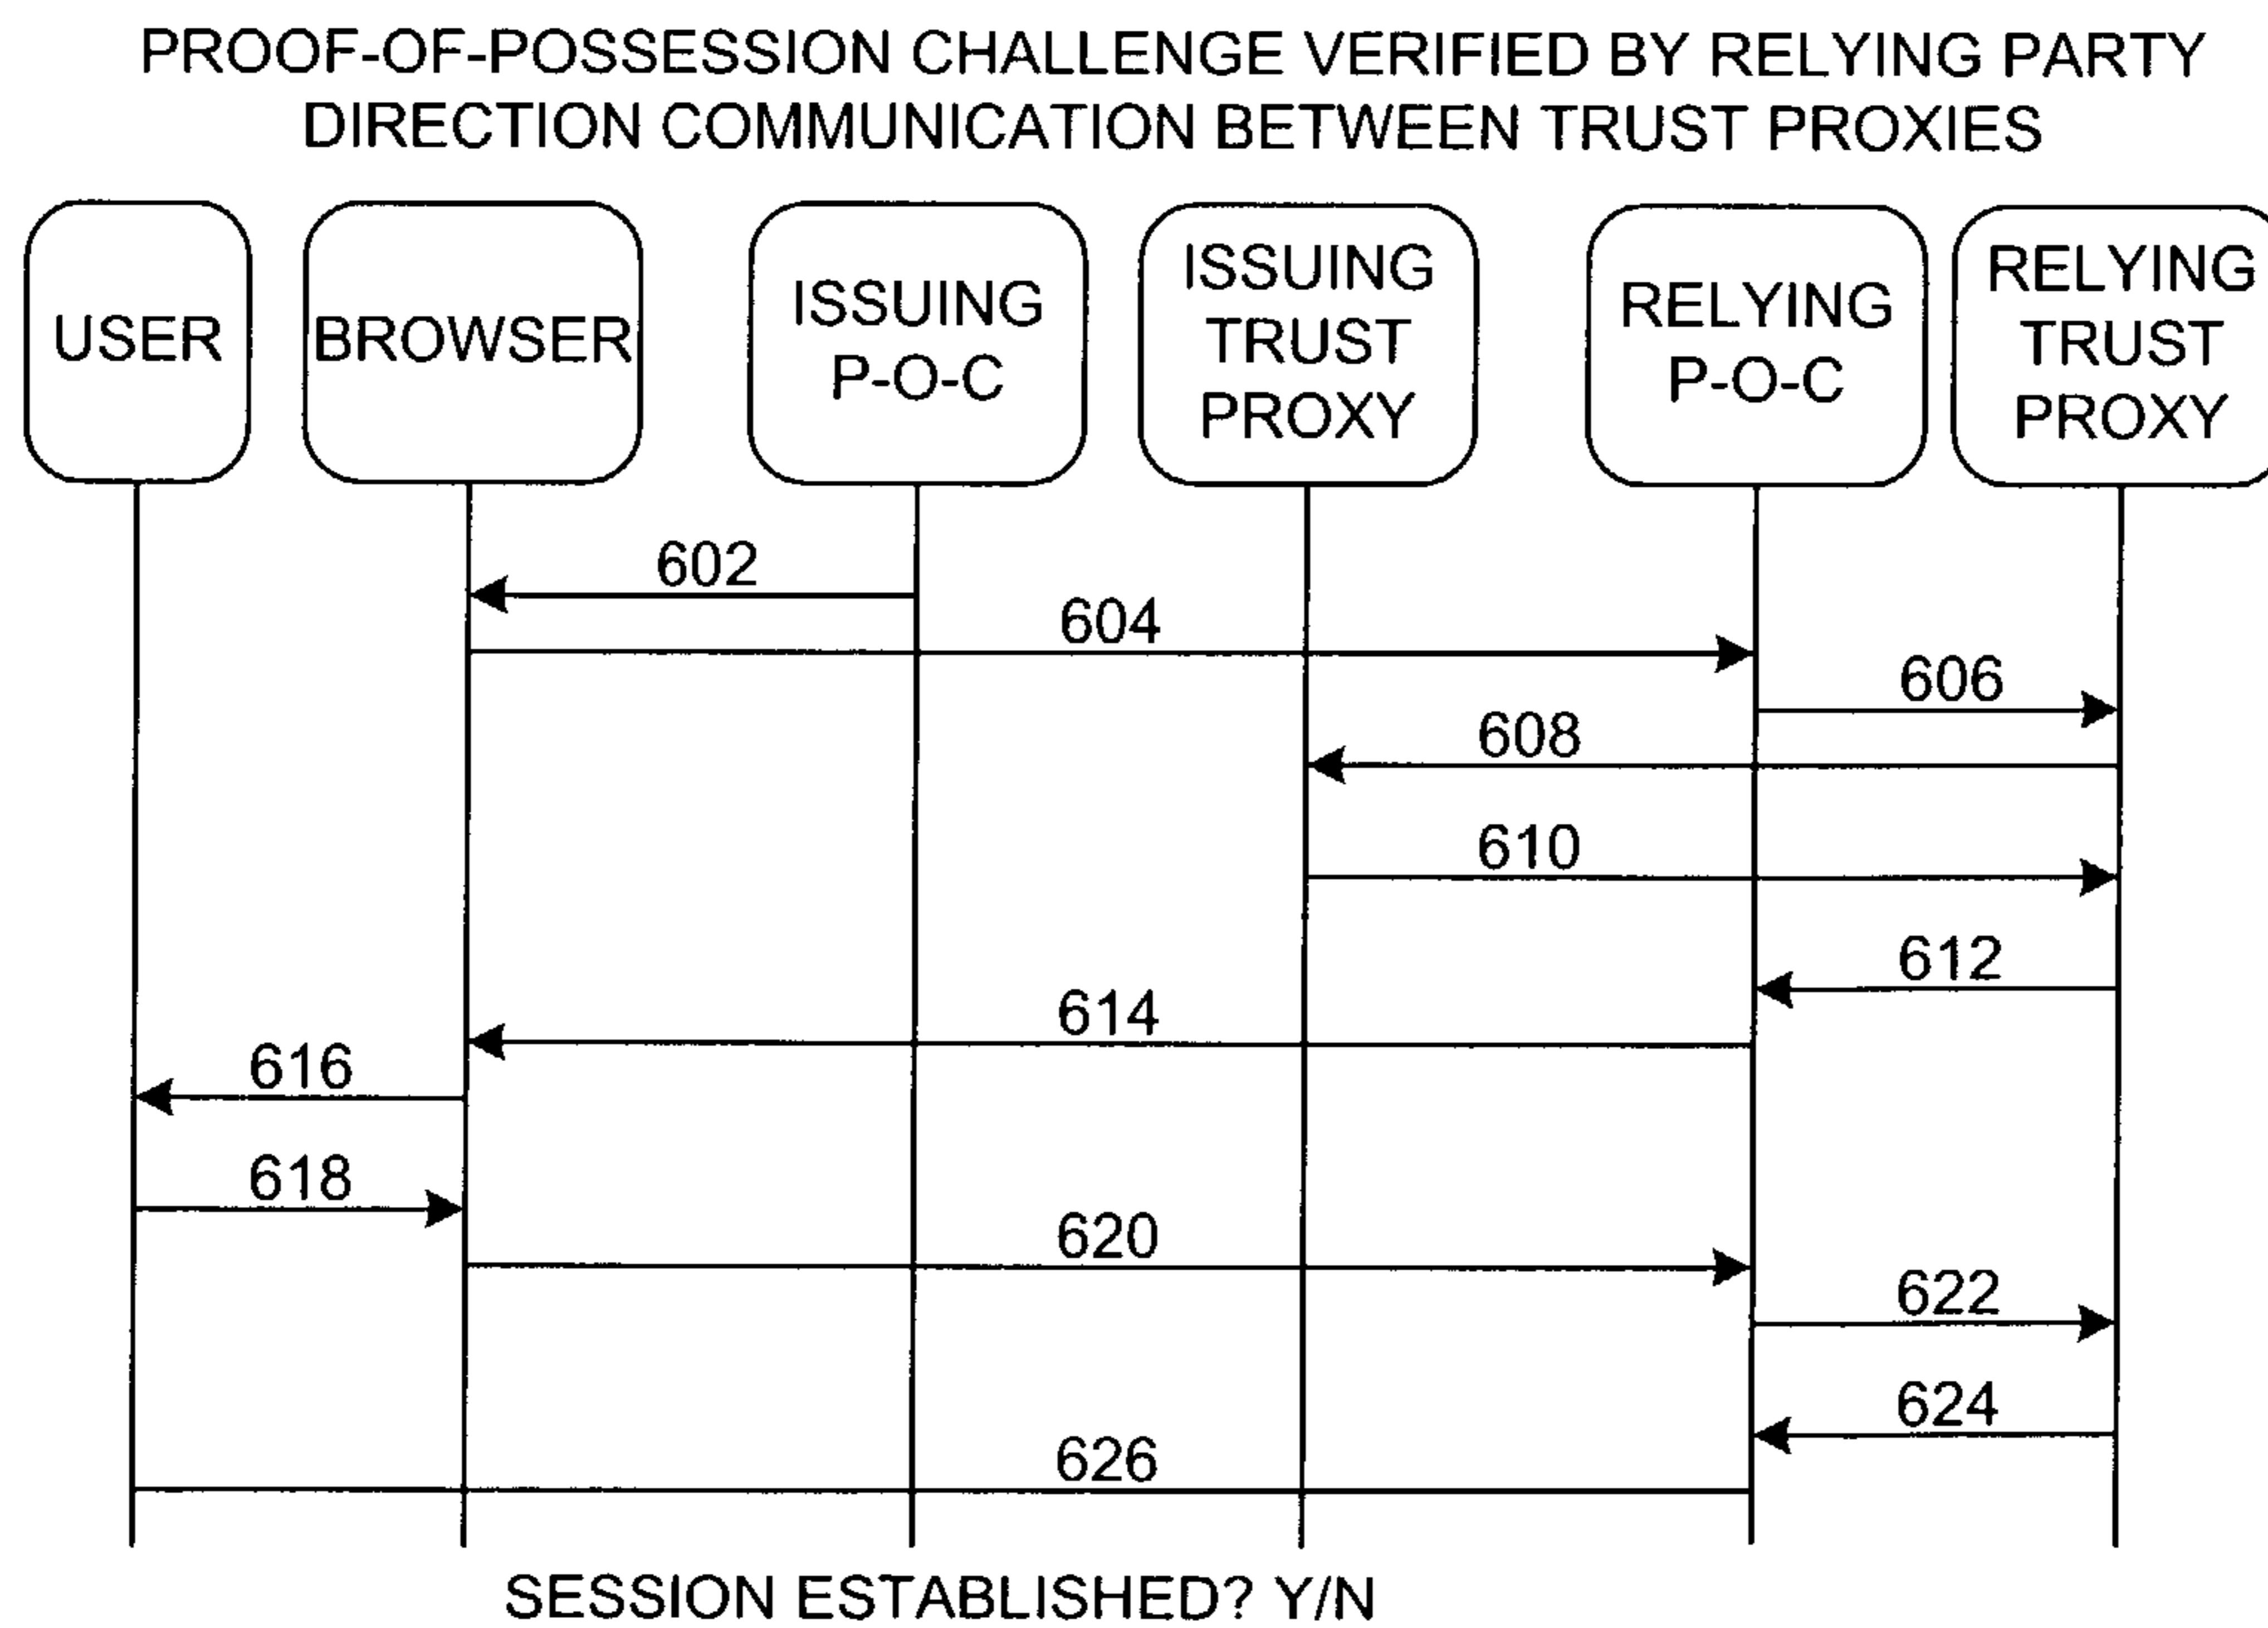 PROOF-OF-POSSESSION CHALLENGE VERIFIED BY RELYING PARTY
DIRECTION COMMUNICATION BETWEEN TRUST PROXIES
USER
BROWSER
ISSUING
P-O-C
ISSUING
TRUST
PROXY
RELYING
P-O-C
RELYING
TRUST
PROXY
602
604
606
608
610
612
614
616
618
620
622
624
626
SESSION ESTABLISHED? Y/N